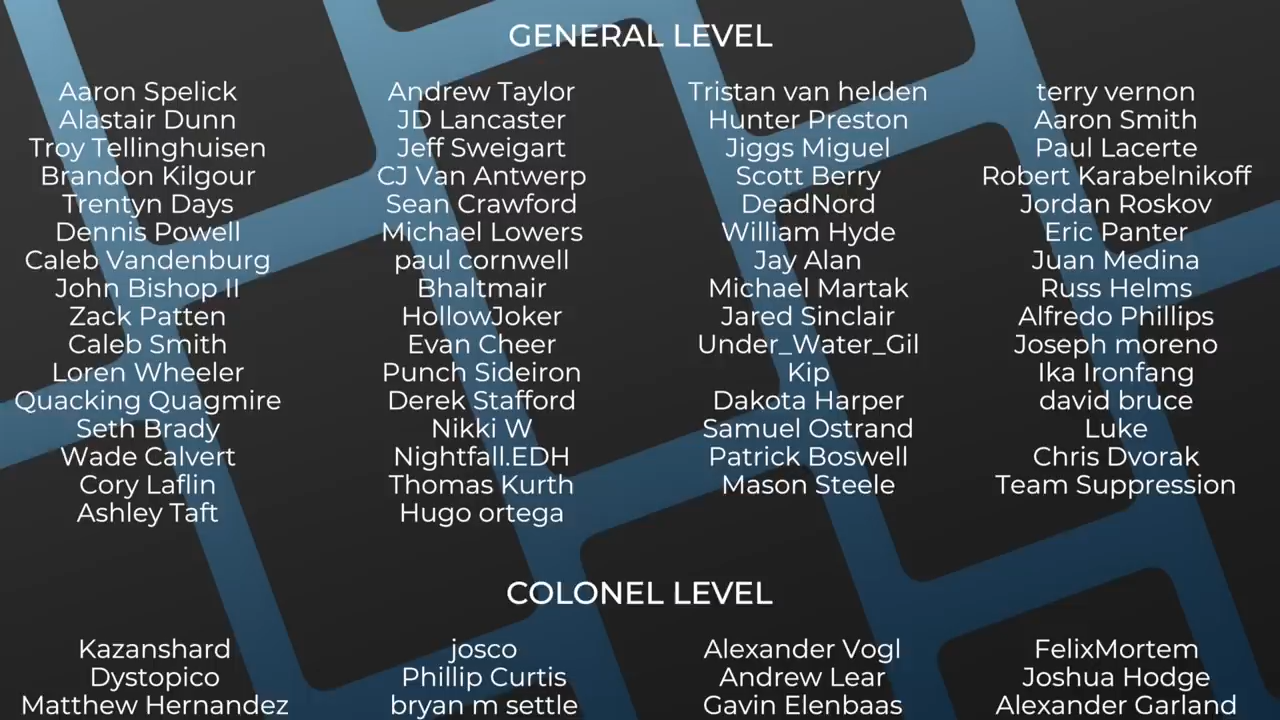 GENERAL LEVEL
Aaron Spelick
Alastair Dunn
Troy Tellinghuisen
Brandon Kilgour
Trentyn Days
Dennis Powell
Caleb Vandenburg
John Bishop II
Zack Patten
Caleb Smith
Loren Wheeler
Quacking Quagmire
Seth Brady
Wade Calvert
Cory Laflin
Ashley Taft
Andrew Taylor
JD Lancaster
Jeff Sweigart
CJ Van Antwerp
Sean Crawford
Michael Lowers
paul cornwell
Bhaltmair
HollowJoker
Evan Cheer
Punch Sideiron
Derek Stafford
Nikki W
Nightfall.EDH
Thomas Kurth
Hugo ortega
Tristan van helden
Hunter Preston
Jiggs Miguel
Scott Berry
DeadNord
William Hyde
Jay Alan
Michael Martak
Jared Sinclair
Under_Water_Gil
Kip
Dakota Harper
Samuel Ostrand
Patrick Boswell
Mason Steele
terry vernon
Aaron Smith
Paul Lacerte
Robert Karabelnikoff
Jordan Roskov
Eric Panter
Juan Medina
Russ Helms
Alfredo Phillips
Joseph moreno
Ika Ironfang
david bruce
Luke
Chris Dvorak
Team Suppression
COLONEL LEVEL
Kazanshard
Dystopico
Matthew Hernandez
josco
Phillip Curtis
bryan m settle
Alexander Vogl
Andrew Lear
Gavin Elenbaas
FelixMortem
Joshua Hodge
Alexander Garland